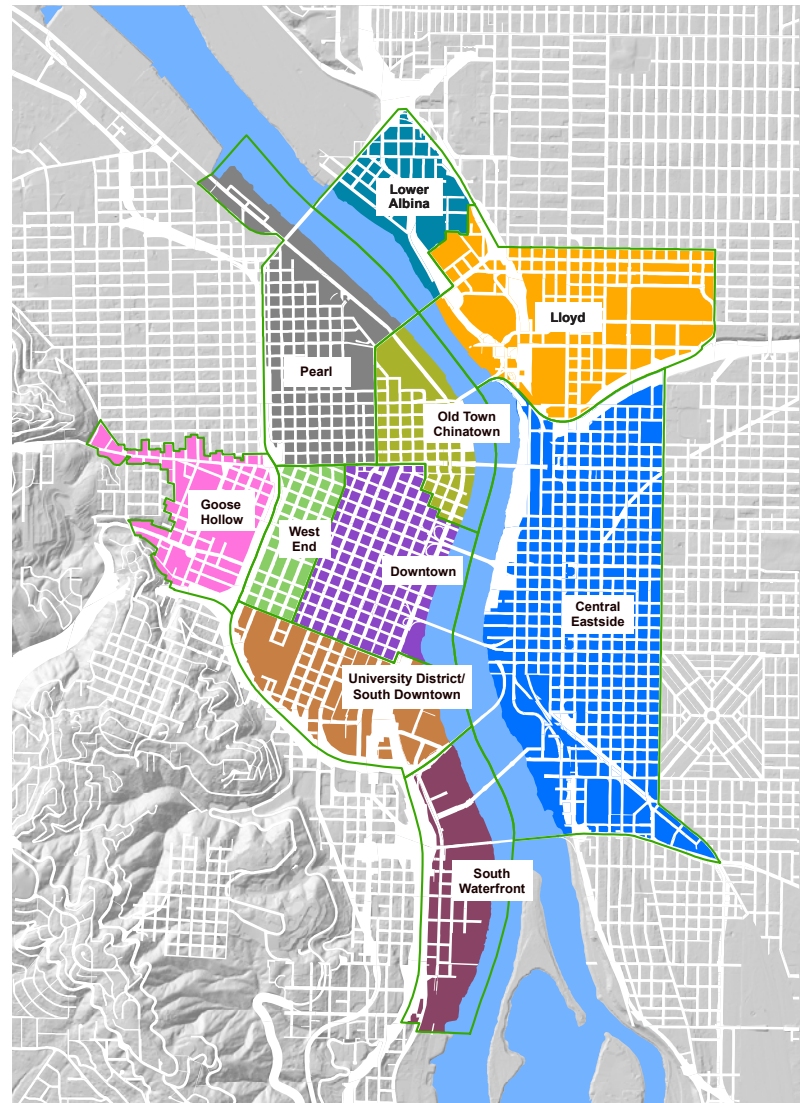 Lower
Albina
Lloyd
Pearl
Old Town
Chinatown
Goose
Hollow
West
End
Downtown
Central
Eastside
University District/
South Downtown
South
Waterfront